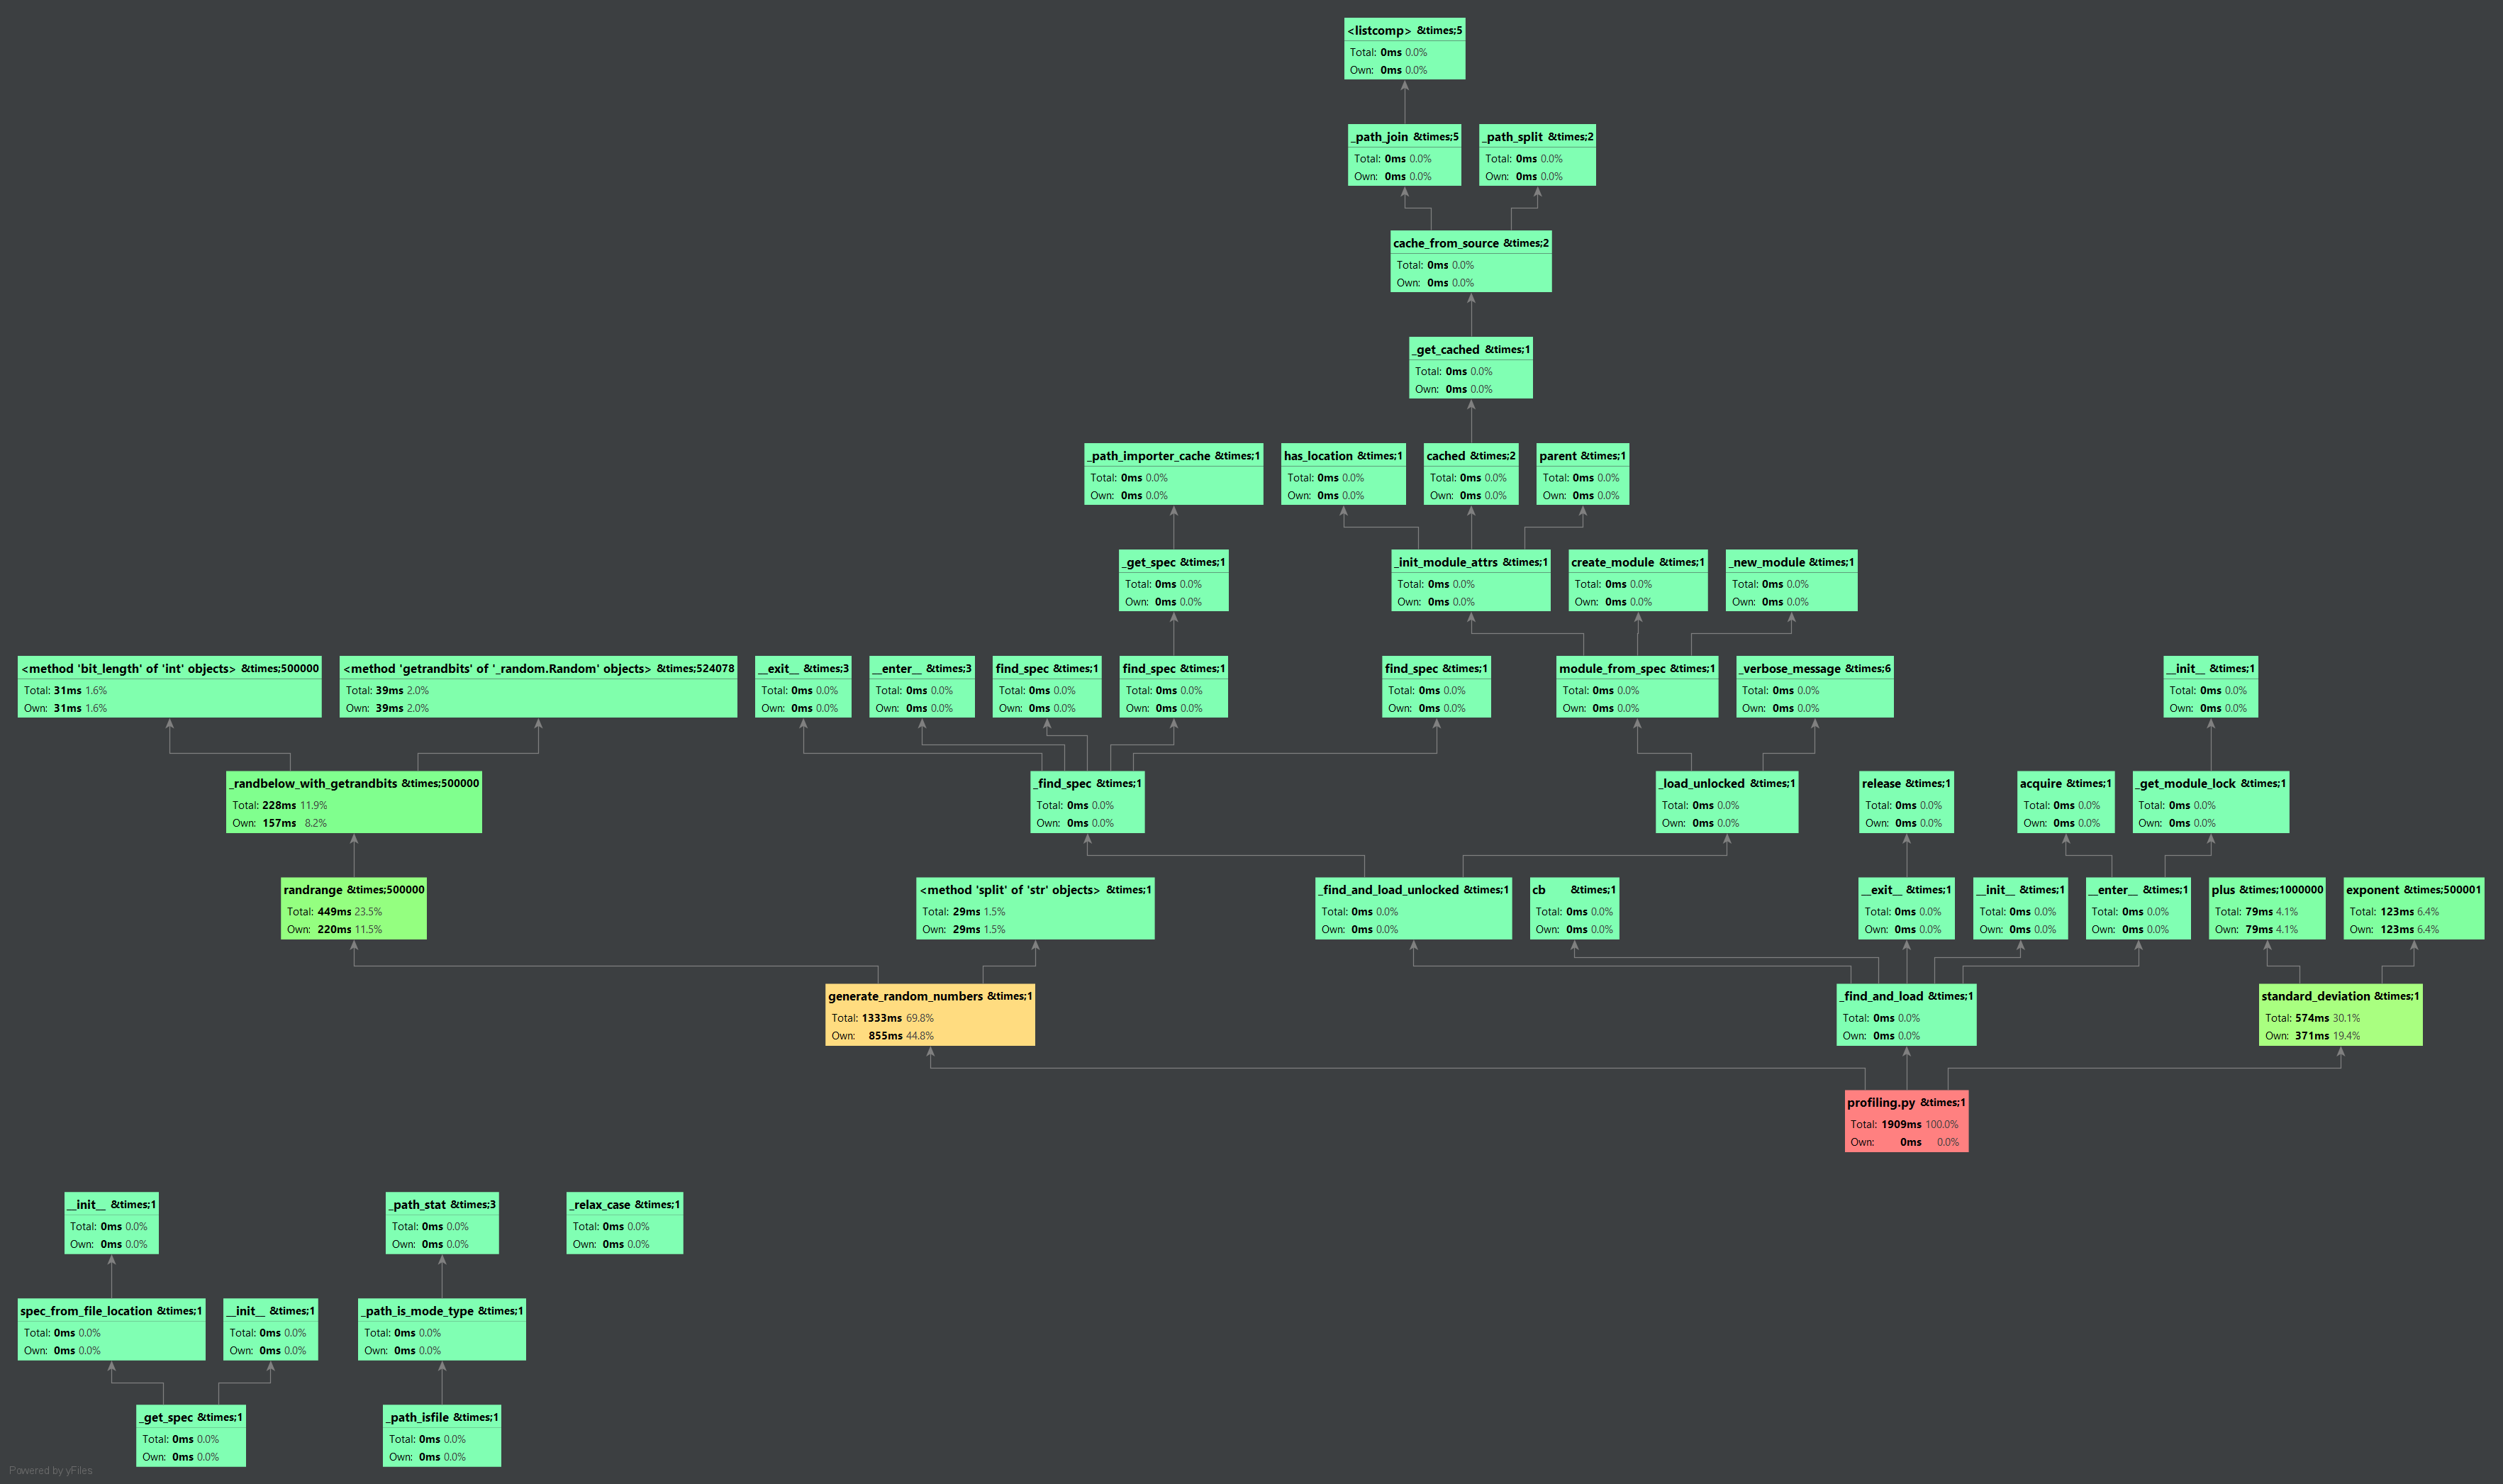 <listcomp> &times;5
Total: 0ms 0.0%
Own: 0ms 0.0%
_path_join &times;5
Total: 0ms 0.0%
Own: 0ms 0.0%
_path_split &times;2
Total: 0ms 0.0%
Own: 0ms 0.0%
cache_from_source &times;2
Total: 0ms 0.0%
Own: 0ms 0.0%
_get_cached &times;1
Total: 0ms 0.0%
Own: 0ms 0.0%
_path_importer_cache &times;1
Total: 0ms 0.0%
Own: 0ms 0.0%
has_location &times;1
Total: 0ms 0.0%
Own: 0ms 0.0%
cached &times;2
Total: 0ms 0.0%
Own: 0ms 0.0%
parent &times;1
Total: 0ms 0.0%
Own: 0ms 0.0%
_get_spec &times;1
Total: 0ms 0.0%
Own: 0ms 0.0%
_init_module_attrs &times;1
Total: 0ms 0.0%
Own: 0ms 0.0%
create_module &times;1
Total: 0ms 0.0%
Own: 0ms 0.0%
_new_module &times;1
Total: 0ms 0.0%
Own: 0ms 0.0%
<method 'bit_length' of 'int' objects> &times;500000
Total: 31ms 1.6%
Own: 31ms 1.6%
<method 'getrandbits' of '_random.Random' objects> &times;524078
Total: 39ms 2.0%
Own: 39ms 2.0%
__exit__ &times;3
Total: 0ms 0.0%
Own: 0ms 0.0%
__enter__ &times;3
Total: 0ms 0.0%
Own: 0ms 0.0%
find_spec &times;1
Total: 0ms 0.0%
Own: 0ms 0.0%
find_spec &times;1
Total: 0ms 0.0%
Own: 0ms 0.0%
find_spec &times;1
Total: 0ms 0.0%
Own: 0ms 0.0%
module_from_spec &times;1
Total: 0ms 0.0%
Own: 0ms 0.0%
_verbose_message &times;6
Total: 0ms 0.0%
Own: 0ms 0.0%
__init__ &times;1
Total: 0ms 0.0%
Own: 0ms 0.0%
_randbelow_with_getrandbits &times;500000
Total: 228ms 11.9%
Own: 157ms 8.2%
_find_spec &times;1
Total: 0ms 0.0%
Own: 0ms 0.0%
_load_unlocked &times;1
Total: 0ms 0.0%
Own: 0ms 0.0%
release &times;1
Total: 0ms 0.0%
Own: 0ms 0.0%
acquire &times;1
Total: 0ms 0.0%
Own: 0ms 0.0%
_get_module_lock &times;1
Total: 0ms 0.0%
Own: 0ms 0.0%
randrange &times;500000
Total: 449ms 23.5%
Own: 220ms 11.5%
<method 'split' of 'str' objects> &times;1
Total: 29ms 1.5%
Own: 29ms 1.5%
_find_and_load_unlocked &times;1
Total: 0ms 0.0%
Own: 0ms 0.0%
cb &times;1
Total: 0ms 0.0%
Own: 0ms 0.0%
__exit__ &times;1
Total: 0ms 0.0%
Own: 0ms 0.0%
__init__ &times;1
Total: 0ms 0.0%
Own: 0ms 0.0%
__enter__ &times;1
Total: 0ms 0.0%
Own: 0ms 0.0%
plus &times;1000000
Total: 79ms 4.1%
Own: 79ms 4.1%
exponent &times;500001
Total: 123ms 6.4%
Own: 123ms 6.4%
generate_random_numbers &times;1
Total: 1333ms 69.8%
Own: 855ms 44.8%
_find_and_load &times;1
Total: 0ms 0.0%
Own: 0ms 0.0%
standard_deviation &times;1
Total: 574ms 30.1%
Own: 371ms 19.4%
profiling.py &times;1
Total: 1909ms 100.0%
Own: 0ms 0.0%
__init__ &times;1
Total: 0ms 0.0%
Own: 0ms 0.0%
_path_stat &times;3
Total: 0ms 0.0%
Own: 0ms 0.0%
_relax_case &times;1
Total: 0ms 0.0%
Own: 0ms 0.0%
spec_from_file_location &times;1
Total: 0ms 0.0%
Own: 0ms 0.0%
__init__ &times;1
Total: 0ms 0.0%
Own: 0ms 0.0%
_path_is_mode_type &times;1
Total: 0ms 0.0%
Own: 0ms 0.0%
_get_spec &times;1
Total: 0ms 0.0%
Own: 0ms 0.0%
_path_isfile &times;1
Total: 0ms 0.0%
Own: 0ms 0.0%
Powered by yFiles